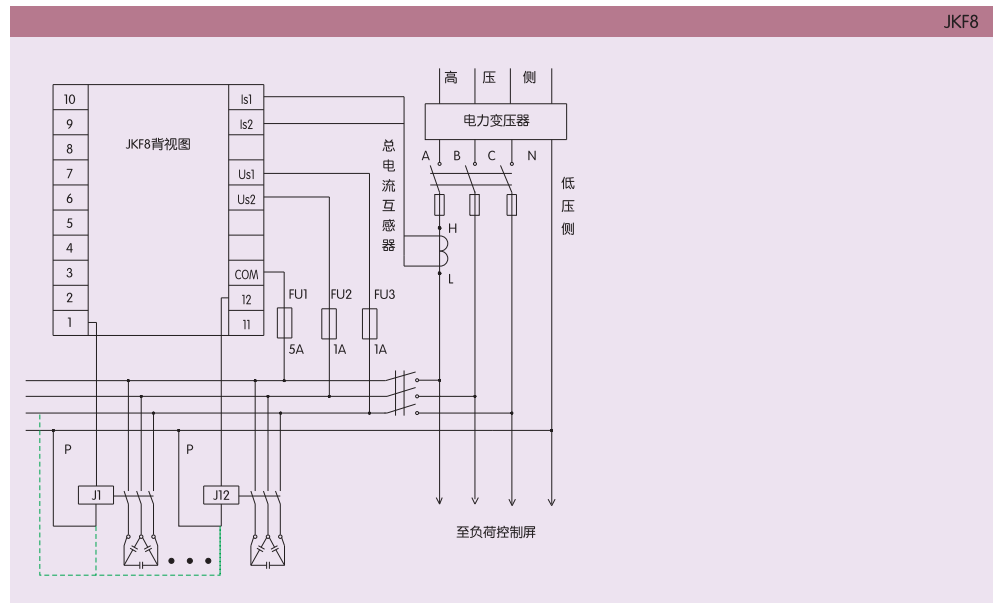 JKF8
高 压 侧
电力变压器
A B C N
低压侧
10
9
8
7
6
5
4
3
2
1
JKF8背视图
Is1
Is2
Us1
Us2
COM
12
11
总电流互感器
H
L
FU1 FU2 FU3
5A 1A 1A
P P
J1 J12
至负荷控制屏